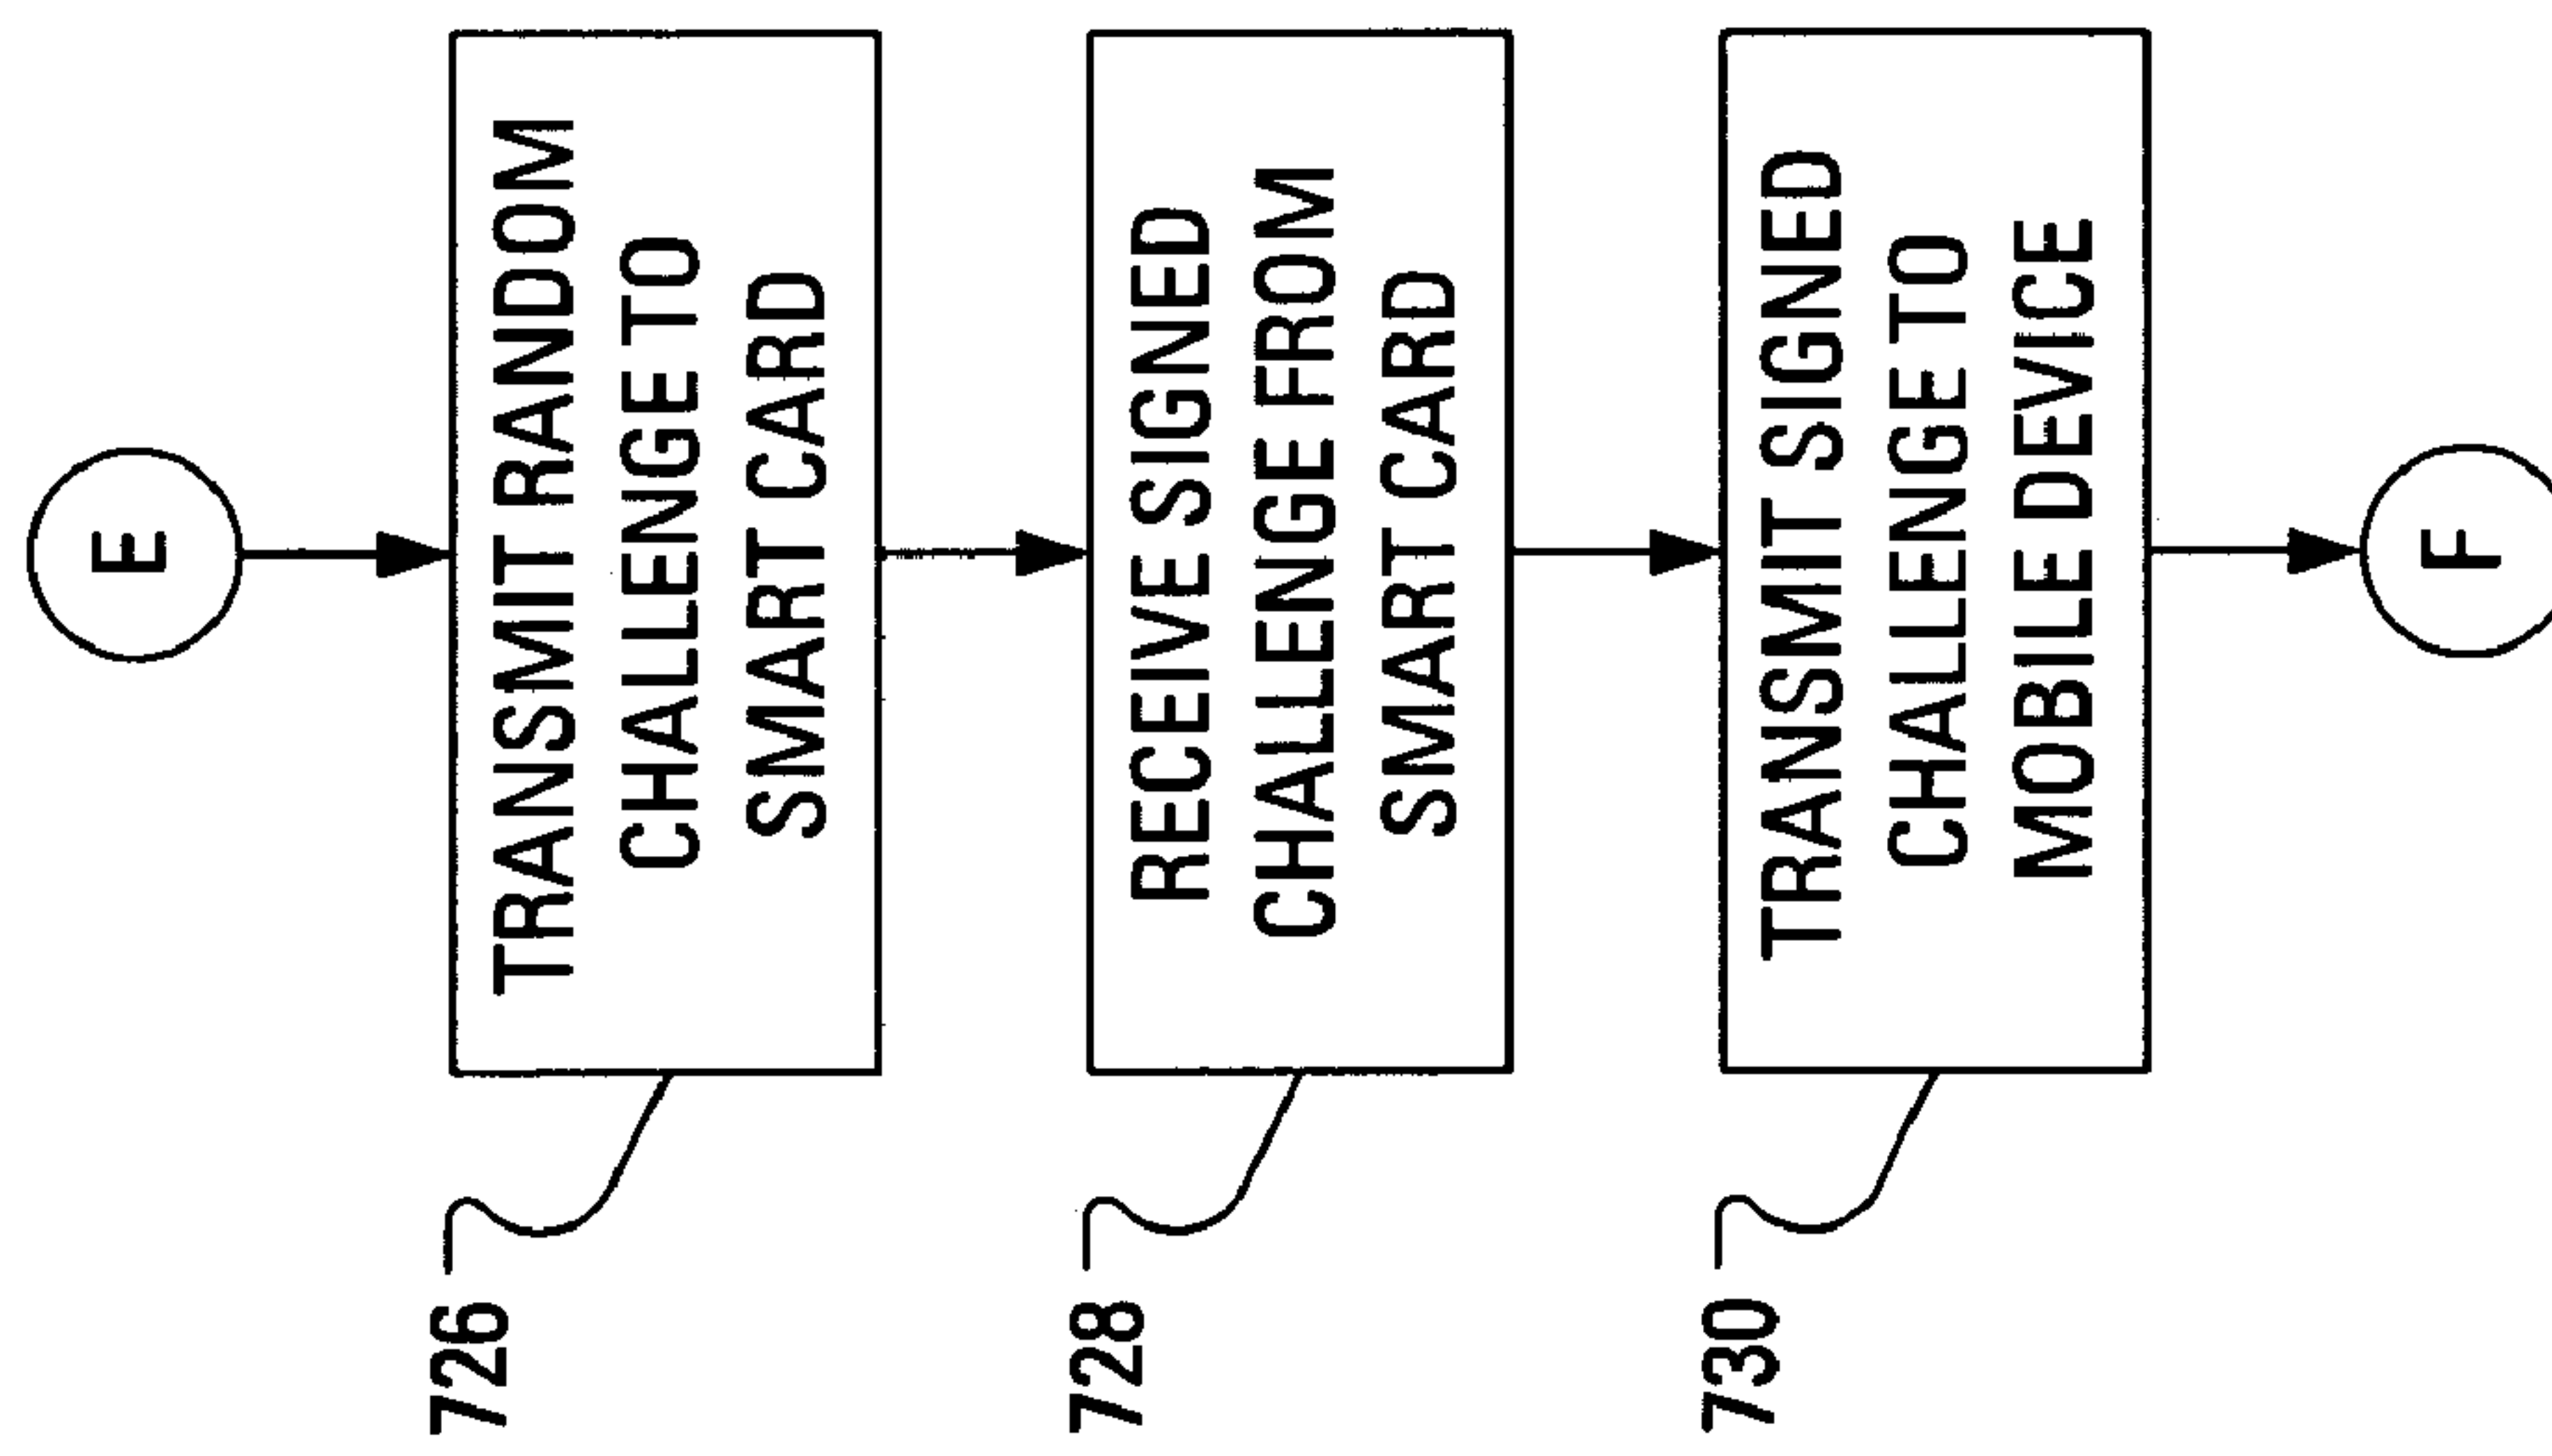 E
726
TRANSMIT RANDOM
CHALLENGE TO
SMART CARD
728
RECEIVE SIGNED
CHALLENGE FROM
SMART CARD
730
TRANSMIT SIGNED
CHALLENGE TO
MOBILE DEVICE
F